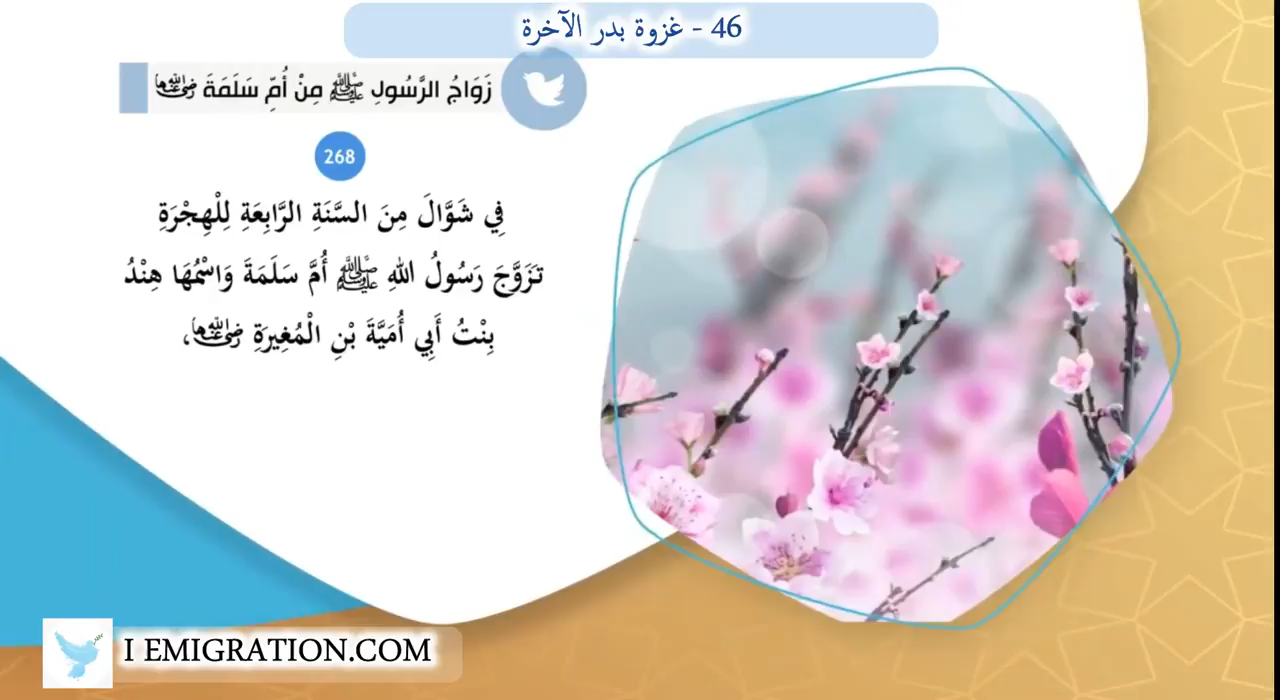 46 - غزوة بدر الآخرة
زَوَاجُ الرَّسُولِ ﷺ مِنْ أُمِّ سَلَمَةَ رضي الله عنها
268
فِي شَوَّالَ مِنَ السَّنَةِ الرَّابِعَةِ لِلْهِجْرَةِ
تَزَوَّجَ رَسُولُ اللهِ ﷺ أُمَّ سَلَمَةَ وَاسْمُهَا هِنْدُ
بِنْتُ أَبِي أُمَيَّةَ بْنِ الْمُغِيرَةِ رضي الله عنها،
I EMIGRATION.COM